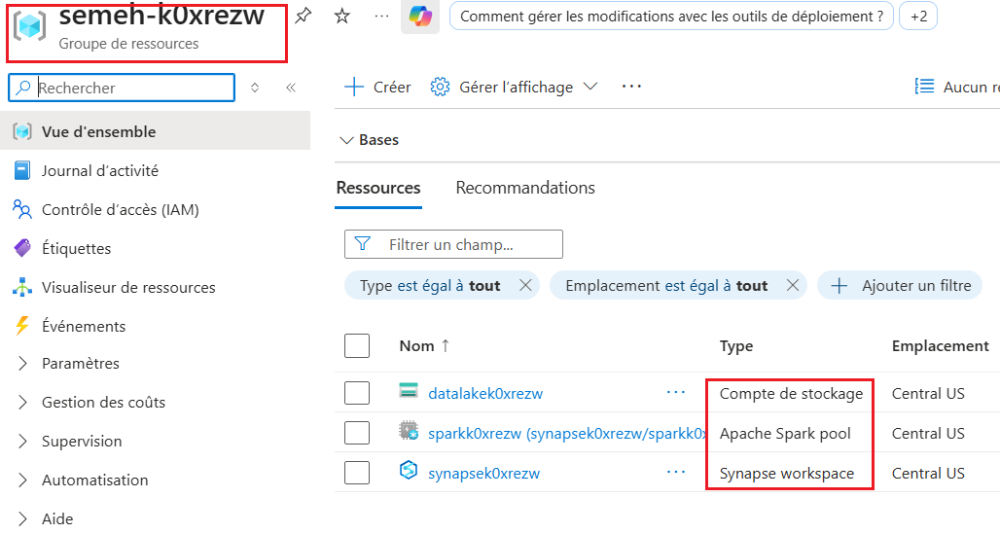 semeh-k0xrezw
Groupe de ressources
Comment gérer les modifications avec les outils de déploiement ?
+2
Rechercher
Créer
Gérer l'affichage
Aucun
Vue d'ensemble
Journal d'activité
Contrôle d'accès (IAM)
Étiquettes
Visualiseur de ressources
Événements
Paramètres
Gestion des coûts
Supervision
Automatisation
Aide
Bases
Ressources Recommandations
Filtrer un champ...
Type est égal à tout
Emplacement est égal à tout
Ajouter un filtre
Nom ↑ Type Emplacement
datalakek0xrezw ... Compte de stockage Central US
sparkk0xrezw (synapsek0xrezw/sparkk0x Apache Spark pool Central US
synapsek0xrezw ... Synapse workspace Central US